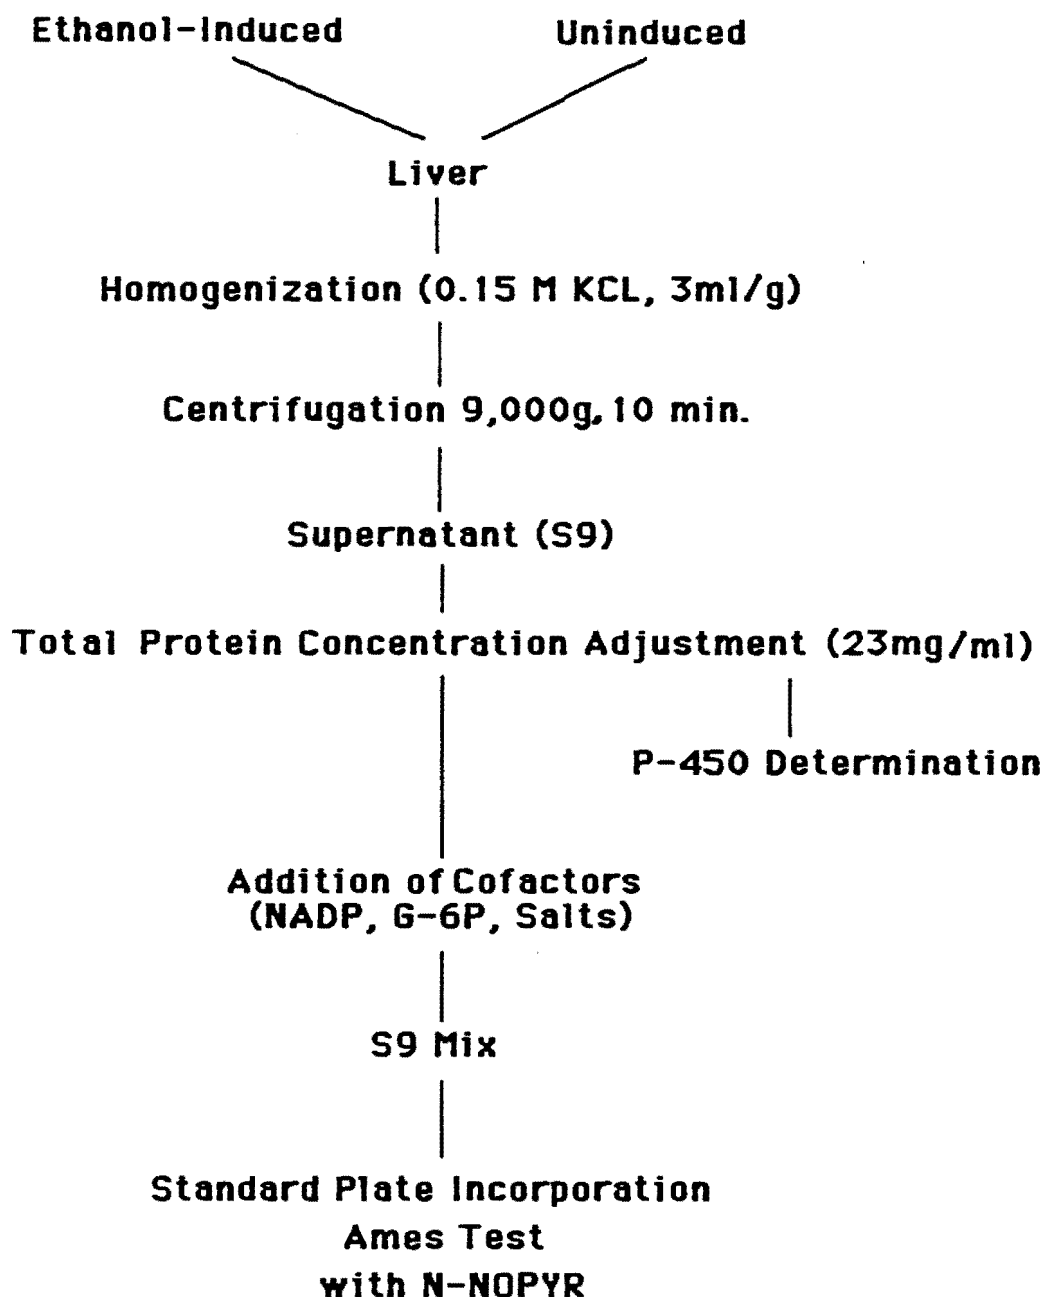 Ethanol-Induced Uninduced
Liver
Homogenization (0.15 M KCL, 3ml/g)
Centrifugation 9,000g, 10 min.
Supernatant (S9)
Total Protein Concentration Adjustment (23mg/ml)
P-450 Determination
Addition of Cofactors
(NADP, G-6P, Salts)
S9 Mix
Standard Plate Incorporation
Ames Test
with N-NOPYR